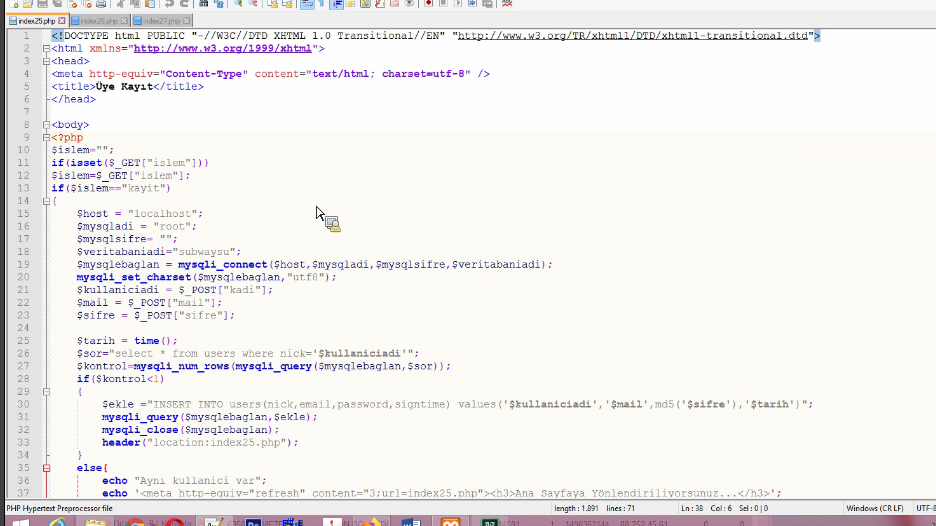 index25.php index26.php index27.php
1 <!DOCTYPE html PUBLIC "-//W3C//DTD XHTML 1.0 Transitional//EN" "http://www.w3.org/TR/xhtml1/DTD/xhtml1-transitional.dtd">
2 <html xmlns="http://www.w3.org/1999/xhtml">
3 <head>
4 <meta http-equiv="Content-Type" content="text/html; charset=utf-8" />
5 <title>Üye Kayıt</title>
6 </head>
7
8 <body>
9 <?php
10 $islem="";
11 if(isset($_GET["islem"]))
12 $islem=$_GET["islem"];
13 if($islem=="kayit")
14 {
15 $host = "localhost";
16 $mysqladi = "root";
17 $mysqlsifre= "";
18 $veritabaniadi="subwaysu";
19 $mysqlebaglan = mysqli_connect($host,$mysqladi,$mysqlsifre,$veritabaniadi);
20 mysqli_set_charset($mysqlebaglan,"utf8");
21 $kullaniciadi = $_POST["kadi"];
22 $mail = $_POST["mail"];
23 $sifre = $_POST["sifre"];
24
25 $tarih = time();
26 $sor="select * from users where nick='$kullaniciadi'";
27 $kontrol=mysqli_num_rows(mysqli_query($mysqlebaglan,$sor));
28 if($kontrol<1)
29 {
30 $ekle ="INSERT INTO users(nick,email,password,signtime) values('$kullaniciadi','$mail',md5('$sifre'),'$tarih')";
31 mysqli_query($mysqlebaglan,$ekle);
32 mysqli_close($mysqlebaglan);
33 header("location:index25.php");
34 }
35 else{
36 echo "Aynı kullanici var";
37 echo '<meta http-equiv="refresh" content="3;url=index25.php"><h3>Ana Sayfaya Yönlendiriliyorsunuz...</h3>';
PHP Hypertext Preprocessor file length : 1.891 lines : 71 Ln : 38 Col : 6 Sel : 0 | 0 Windows (CR LF) UTF-8